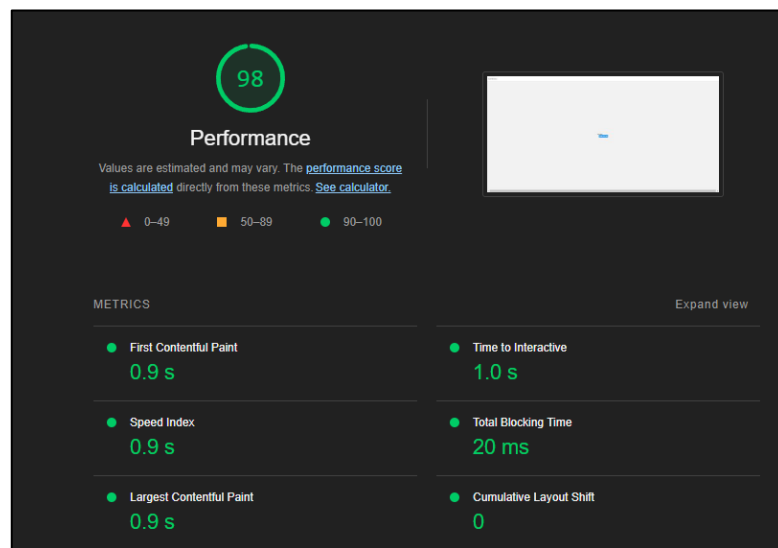 98
Performance
Values are estimated and may vary. The performance score
is calculated directly from these metrics. See calculator.
0–49
50–89
90–100
METRICS
Expand view
First Contentful Paint
0.9 s
Time to Interactive
1.0 s
Speed Index
0.9 s
Total Blocking Time
20 ms
Largest Contentful Paint
0.9 s
Cumulative Layout Shift
0